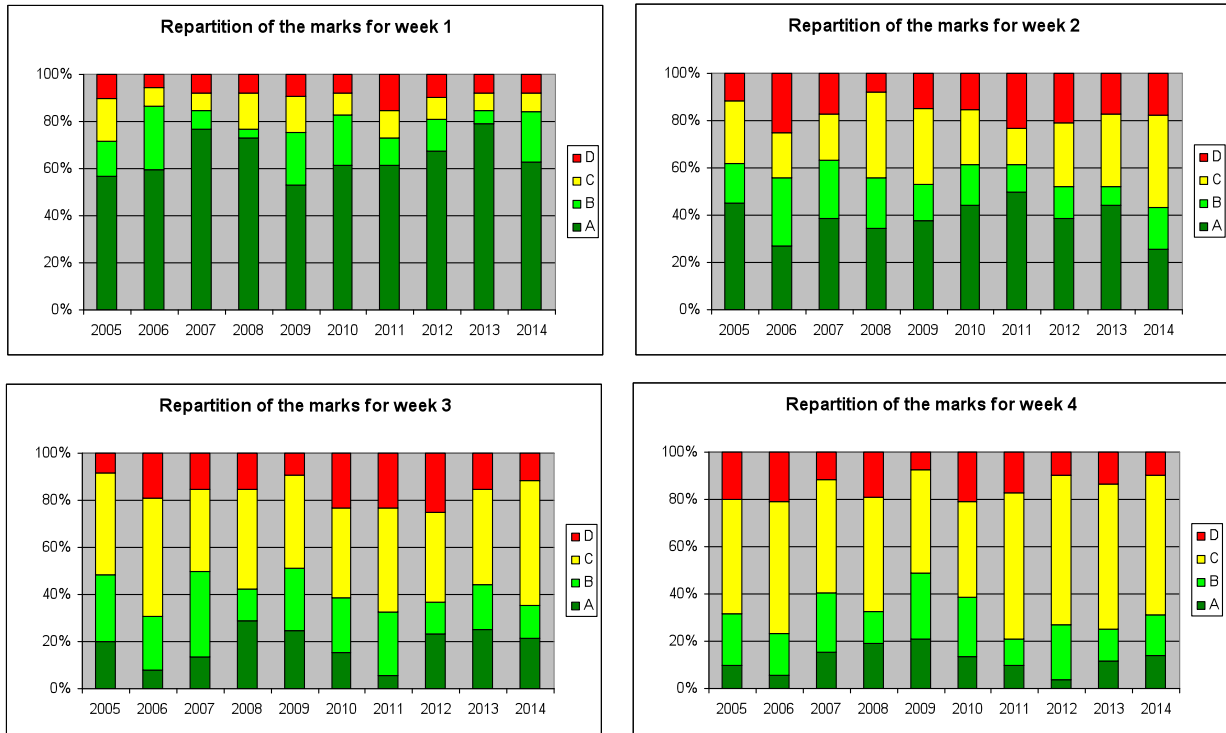 Repartition of the marks for week 1
100%
80%
60%
40%
20%
0%
2005 2006 2007 2008 2009 2010 2011 2012 2013 2014
D
C
B
A
Repartition of the marks for week 2
100%
80%
60%
40%
20%
0%
2005 2006 2007 2008 2009 2010 2011 2012 2013 2014
D
C
B
A
Repartition of the marks for week 3
100%
80%
60%
40%
20%
0%
2005 2006 2007 2008 2009 2010 2011 2012 2013 2014
D
C
B
A
Repartition of the marks for week 4
100%
80%
60%
40%
20%
0%
2005 2006 2007 2008 2009 2010 2011 2012 2013 2014
D
C
B
A